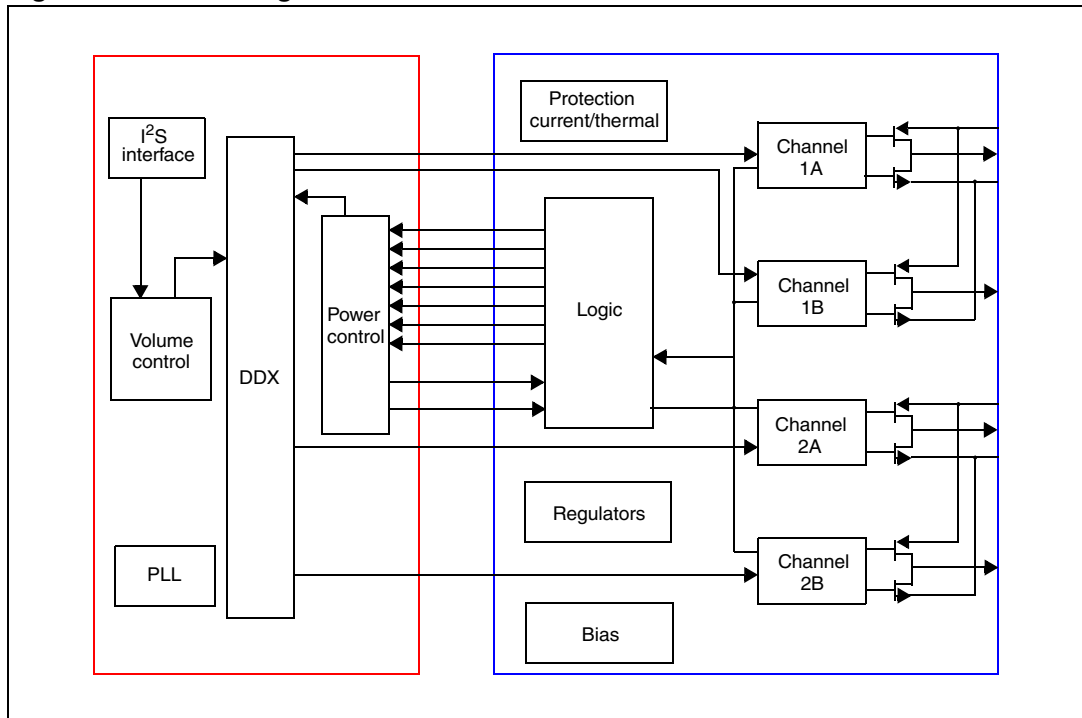 I²S
interface
Volume
control
PLL
DDX
Power
control
Protection
current/thermal
Logic
Regulators
Bias
Channel
1A
Channel
1B
Channel
2A
Channel
2B